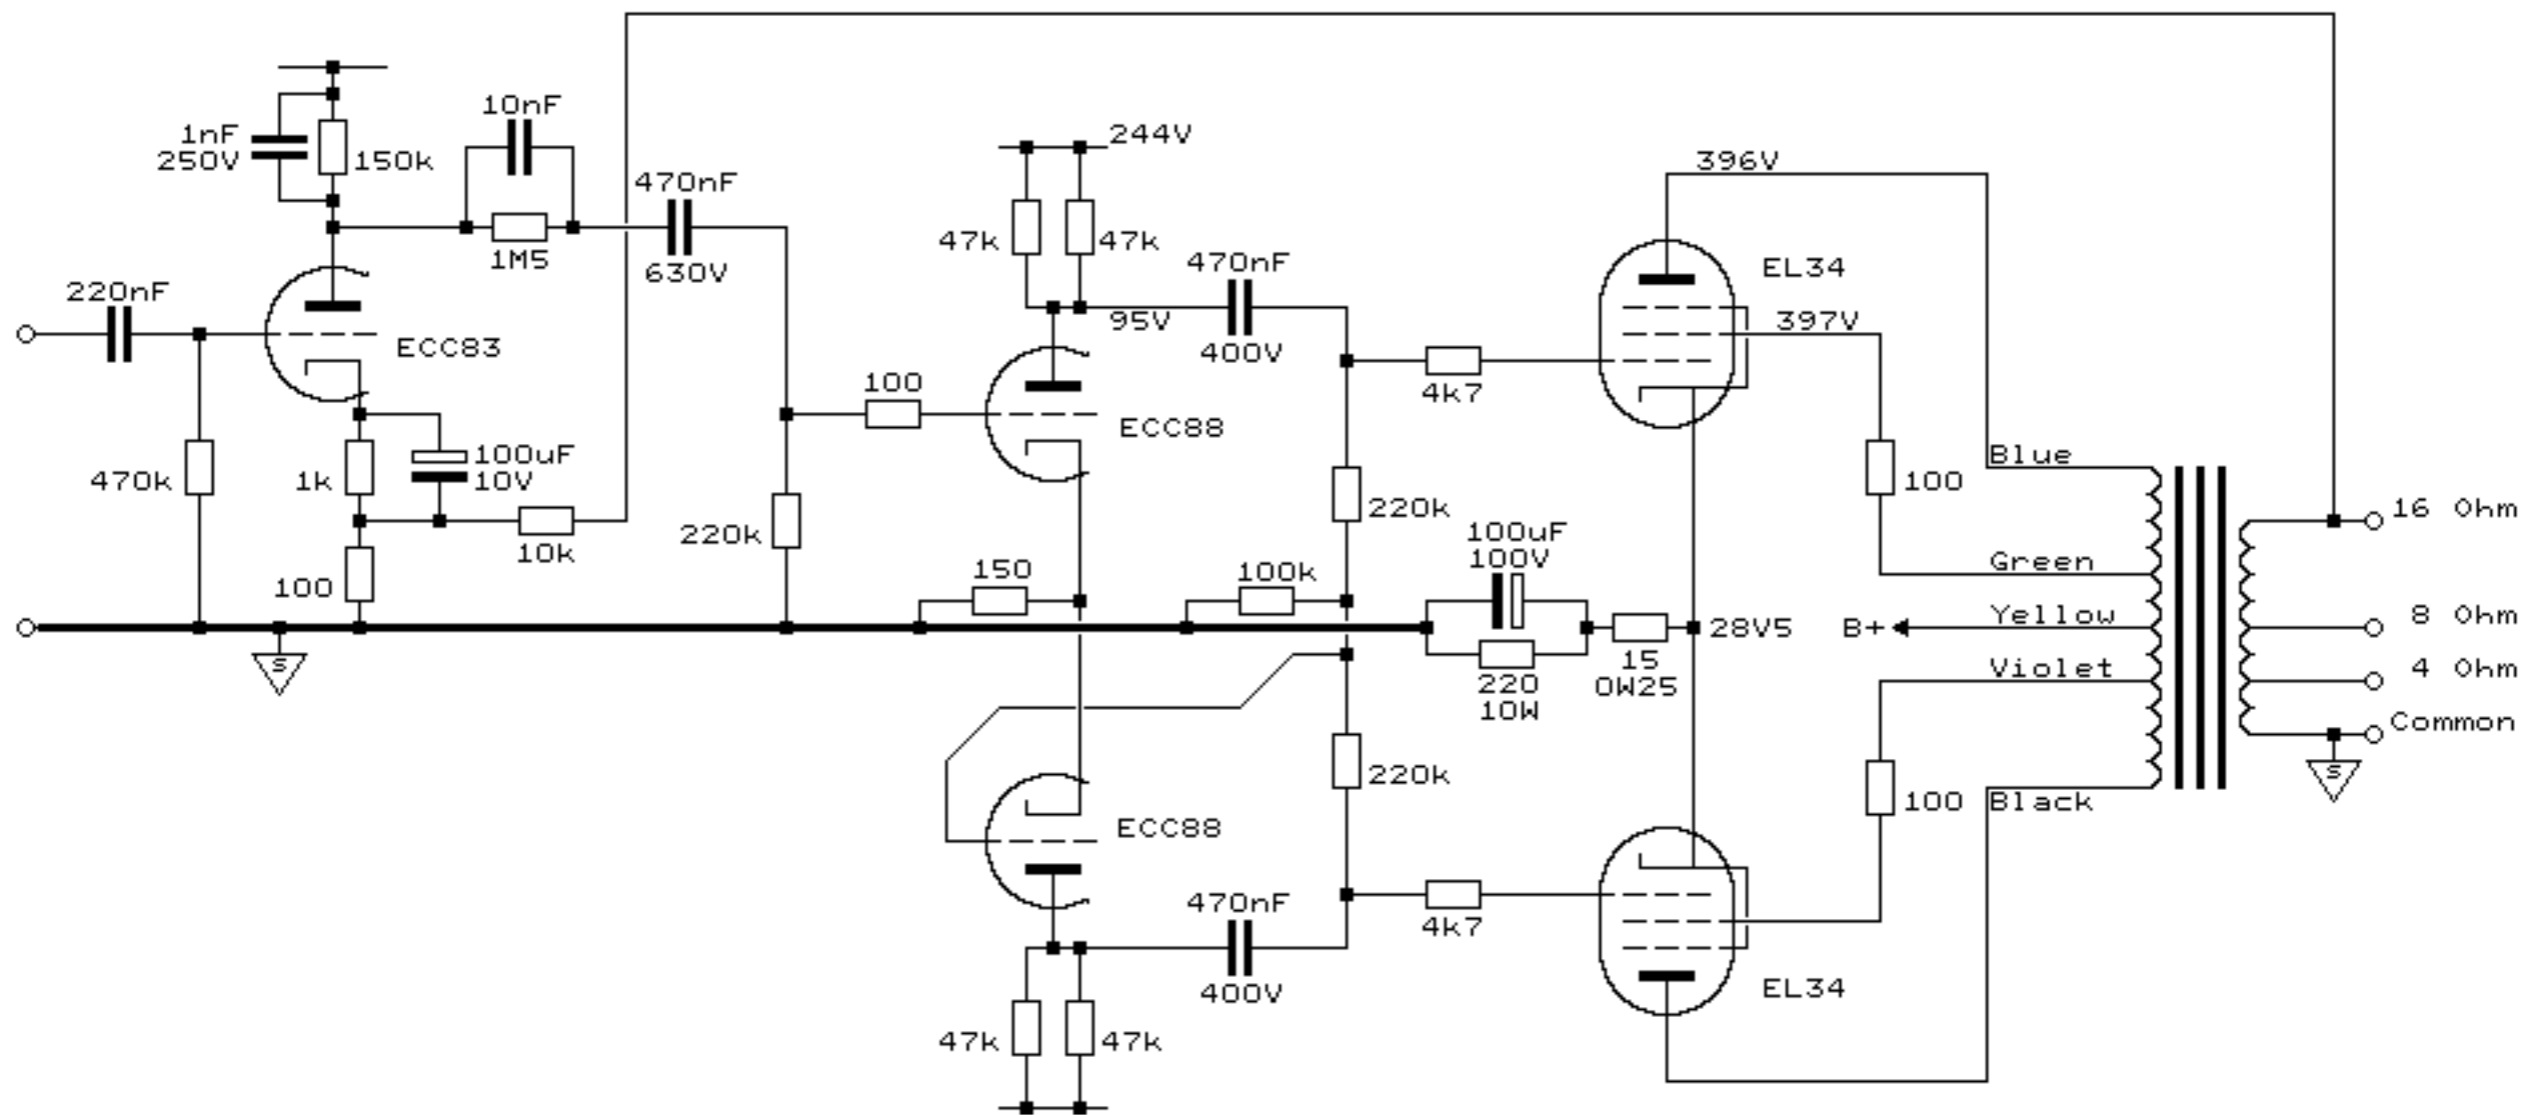 10nF
1nF
250V
150k
244V
396V
470nF
630V
1M5
47k
47k
470nF
400V
EL34
220nF
ECC83
95V
397V
100
ECC88
4k7
470k
1k
100uF
10V
10k
100
220k
150
100k
220k
100uF
100V
220
10W
15
0W25
28V5
B+
100
Blue
Green
Yellow
Violet
Black
16 Ohm
8 Ohm
4 Ohm
Common
S
S
220k
100
ECC88
470nF
400V
4k7
EL34
47k
47k